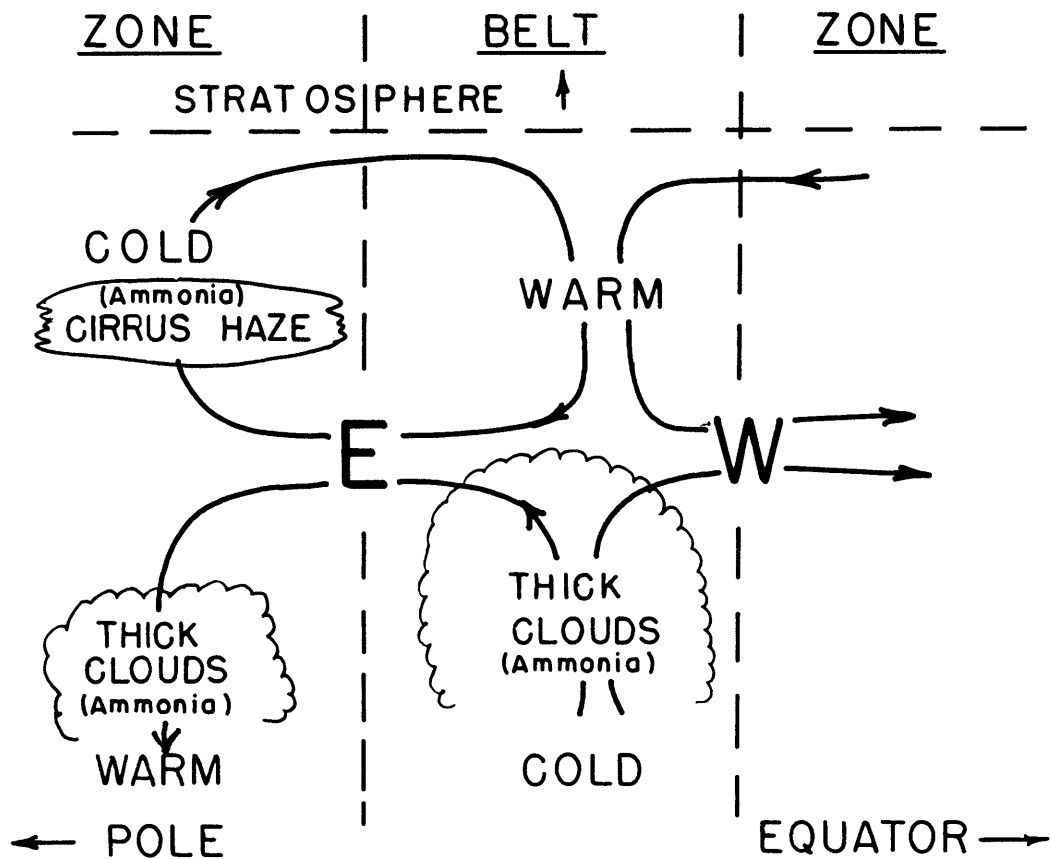 ZONE BELT ZONE
STRATOSPHERE
COLD
(Ammonia)
CIRRUS HAZE
WARM
E
W
THICK
CLOUDS
(Ammonia)
WARM
THICK
CLOUDS
(Ammonia)
COLD
POLE
EQUATOR